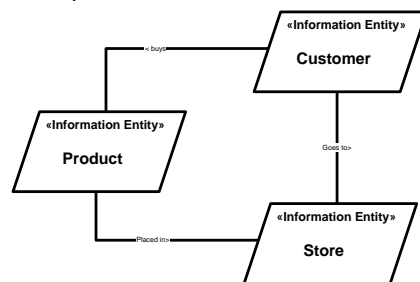 «Information Entity»
Customer
< buys
«Information Entity»
Product
Goes to>
«Information Entity»
Store
Placed in>